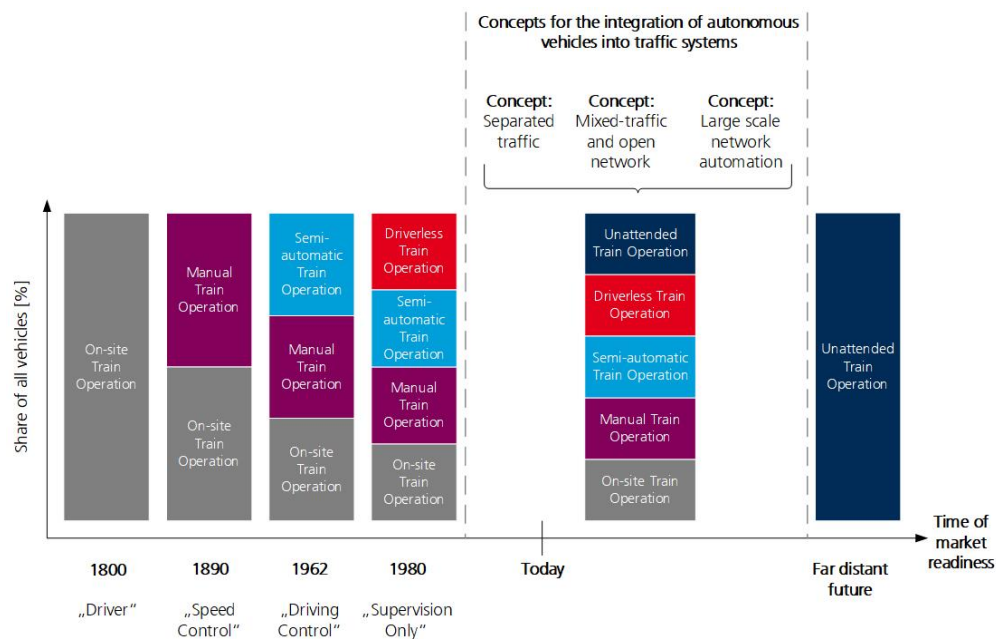 Concepts for the integration of autonomous
vehicles into traffic systems
Concept:
Separated
traffic
Concept:
Mixed-traffic
and open
network
Concept:
Large scale
network
automation
Share of all vehicles [%]
On-site
Train
Operation
Manual
Train
Operation
On-site
Train
Operation
Semi-
automatic
Train
Operation
Manual
Train
Operation
On-site
Train
Operation
Driverless
Train
Operation
Semi-
automatic
Train
Operation
Manual
Train
Operation
On-site
Train
Operation
Unattended
Train Operation
Driverless Train
Operation
Semi-automatic
Train Operation
Manual Train
Operation
On-site Train
Operation
Unattended
Train
Operation
Time of
market
readiness
1800
„Driver“
1890
„Speed
Control“
1962
„Driving
Control“
1980
„Supervision
Only“
Today
Far distant
future